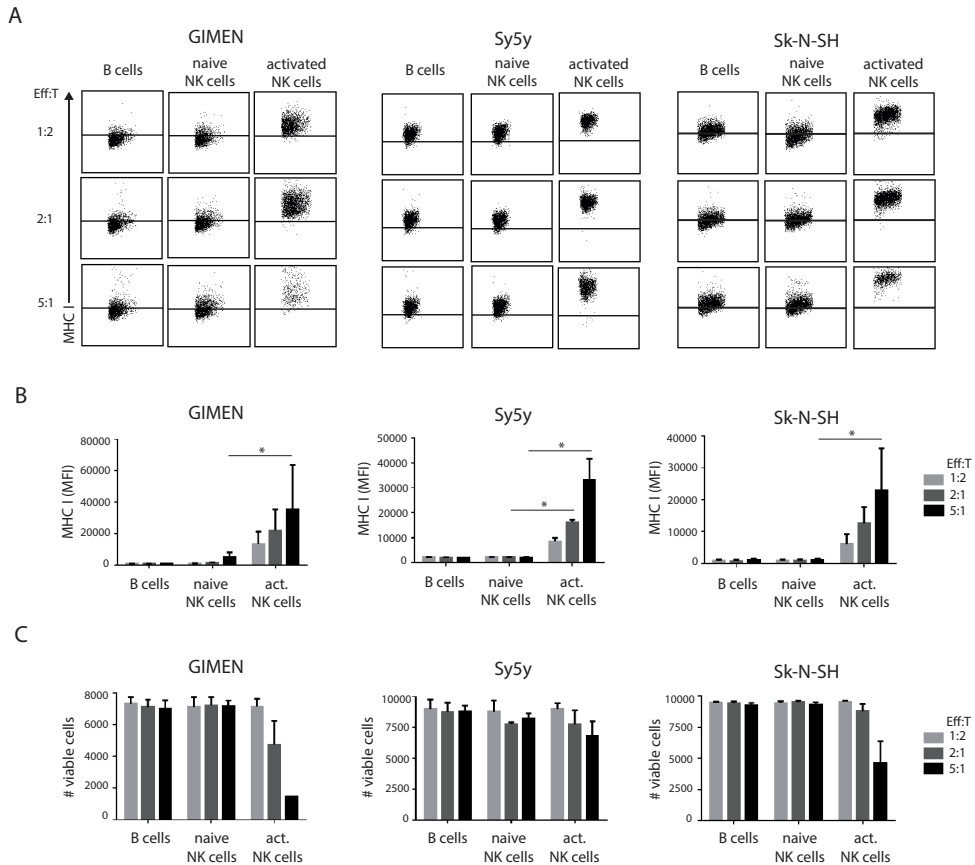 A
GIMEN
Sy5y
Sk-N-SH
B cells
naive
NK cells
activated
NK cells
B cells
naive
NK cells
activated
NK cells
B cells
naive
NK cells
activated
NK cells
Eff:T
1:2
2:1
5:1
MHC I
B
GIMEN
MHC I (MFI)
80000
60000
40000
20000
0
*
B cells
naive
NK cells
act.
NK cells
Sy5y
MHC I (MFI)
50000
40000
30000
20000
10000
0
*
*
B cells
naive
NK cells
act.
NK cells
Sk-N-SH
MHC I (MFI)
40000
30000
20000
10000
0
*
B cells
naive
NK cells
act.
NK cells
Eff:T
1:2
2:1
5:1
C
GIMEN
# viable cells
8000
6000
4000
2000
0
B cells
naive
NK cells
act.
NK cells
Sy5y
# viable cells
10000
7500
5000
2500
0
B cells
naive
NK cells
act.
NK cells
Sk-N-SH
# viable cells
10000
7500
5000
2500
0
B cells
naive
NK cells
act.
NK cells
Eff:T
1:2
2:1
5:1